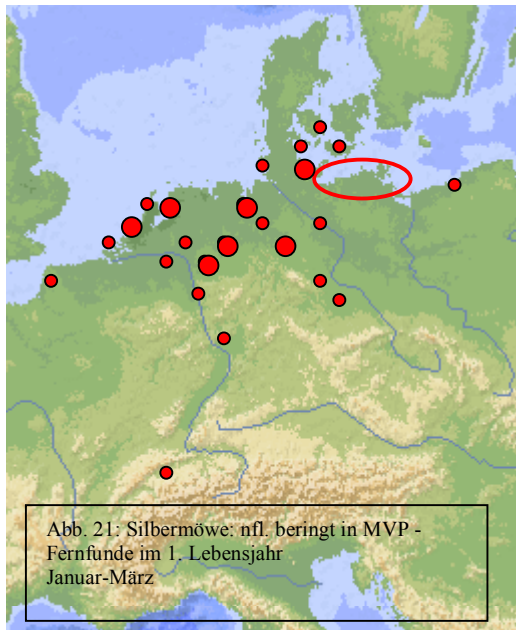 Abb. 21: Silbermöwe: nfl. beringt in MVP -
Fernfunde im 1. Lebensjahr
Januar-März